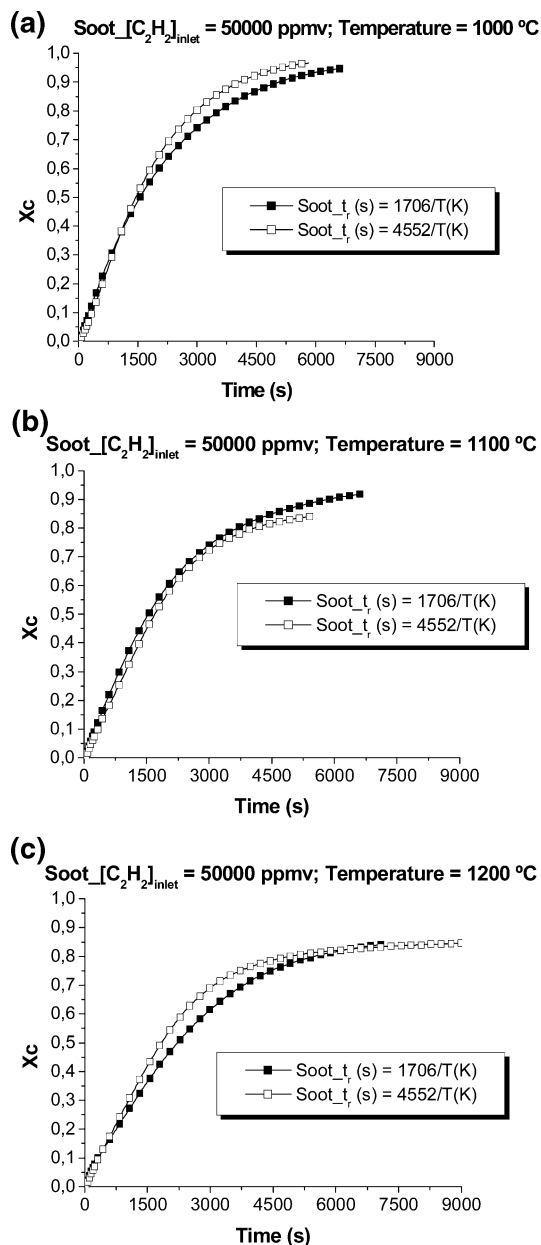 (a)
Soot_[C₂H₂]inlet = 50000 ppmv; Temperature = 1000 ºC
1,0
0,9
0,8
0,7
0,6
0,5
0,4
0,3
0,2
0,1
0,0
Xc
Soot_tr (s) = 1706/T(K)
Soot_tr (s) = 4552/T(K)
0 1500 3000 4500 6000 7500 9000
Time (s)
(b)
Soot_[C₂H₂]inlet = 50000 ppmv; Temperature = 1100 ºC
1,0
0,9
0,8
0,7
0,6
0,5
0,4
0,3
0,2
0,1
0,0
Xc
Soot_tr (s) = 1706/T(K)
Soot_tr (s) = 4552/T(K)
0 1500 3000 4500 6000 7500 9000
Time (s)
(c)
Soot_[C₂H₂]inlet = 50000 ppmv; Temperature = 1200 ºC
1,0
0,9
0,8
0,7
0,6
0,5
0,4
0,3
0,2
0,1
0,0
Xc
Soot_tr (s) = 1706/T(K)
Soot_tr (s) = 4552/T(K)
0 1500 3000 4500 6000 7500 9000
Time (s)